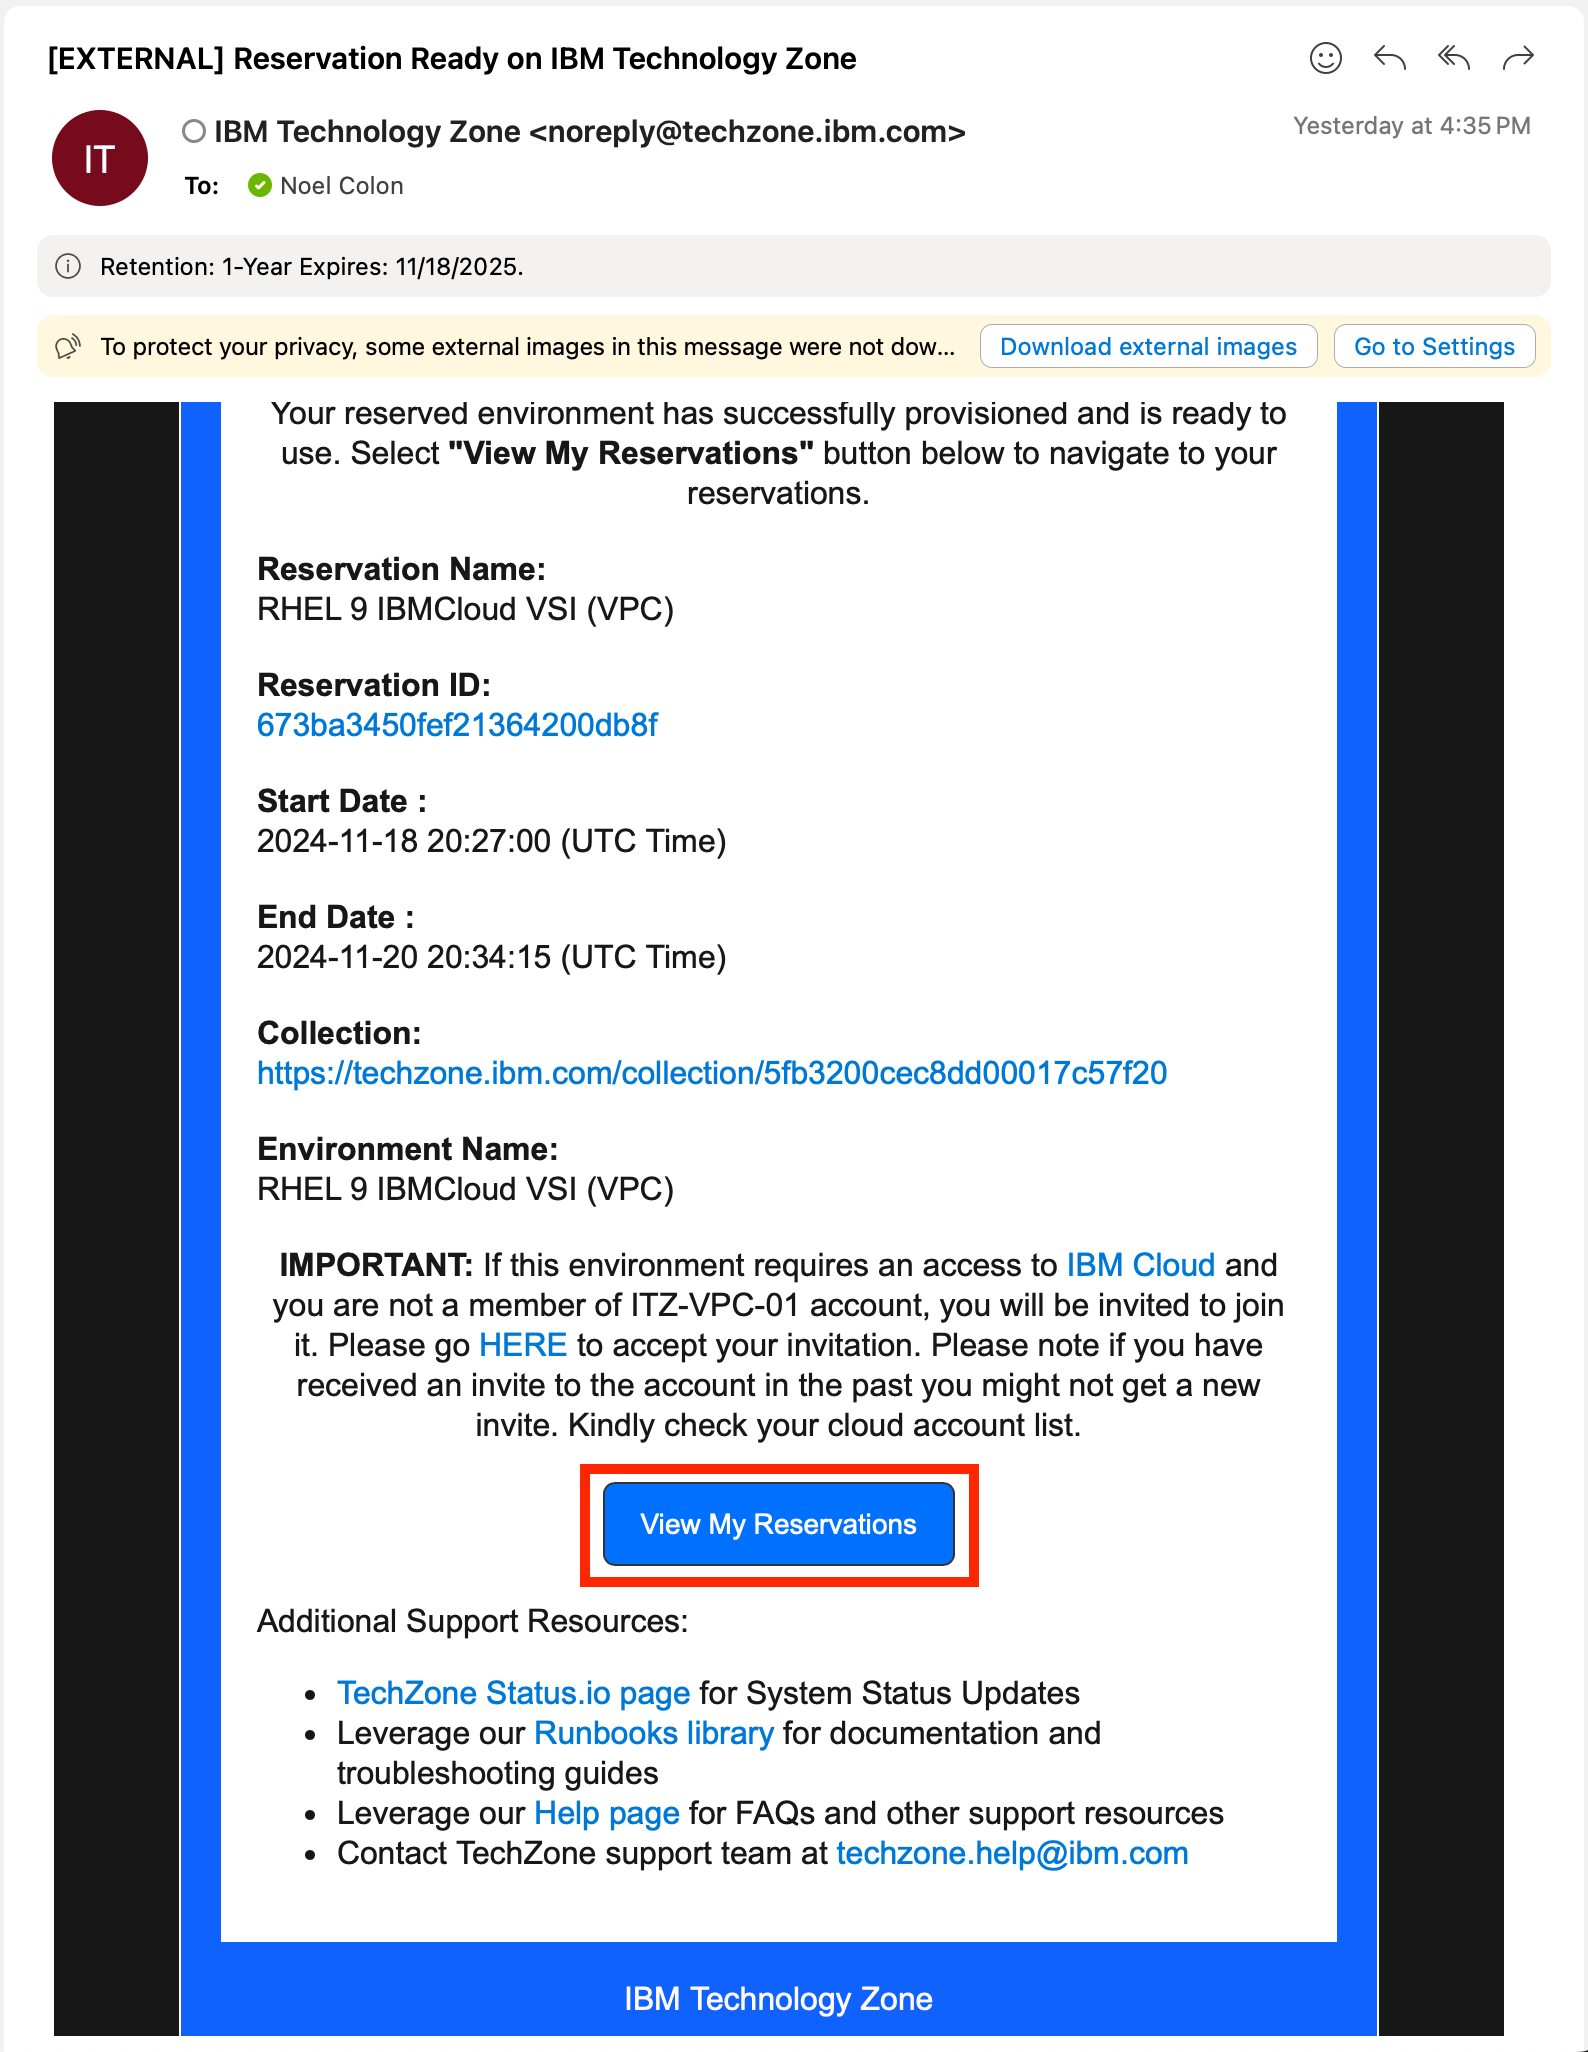 [EXTERNAL] Reservation Ready on IBM Technology Zone
IT
IBM Technology Zone <noreply@techzone.ibm.com>
Yesterday at 4:35 PM
To: Noel Colon
Retention: 1-Year Expires: 11/18/2025.
To protect your privacy, some external images in this message were not dow...
Download external images
Go to Settings
Your reserved environment has successfully provisioned and is ready to
use. Select "View My Reservations" button below to navigate to your
reservations.
Reservation Name:
RHEL 9 IBMCloud VSI (VPC)
Reservation ID:
673ba3450fef21364200db8f
Start Date :
2024-11-18 20:27:00 (UTC Time)
End Date :
2024-11-20 20:34:15 (UTC Time)
Collection:
https://techzone.ibm.com/collection/5fb3200cec8dd00017c57f20
Environment Name:
RHEL 9 IBMCloud VSI (VPC)
IMPORTANT: If this environment requires an access to IBM Cloud and
you are not a member of ITZ-VPC-01 account, you will be invited to join
it. Please go HERE to accept your invitation. Please note if you have
received an invite to the account in the past you might not get a new
invite. Kindly check your cloud account list.
View My Reservations
Additional Support Resources:
• TechZone Status.io page for System Status Updates
• Leverage our Runbooks library for documentation and
troubleshooting guides
• Leverage our Help page for FAQs and other support resources
• Contact TechZone support team at techzone.help@ibm.com
IBM Technology Zone